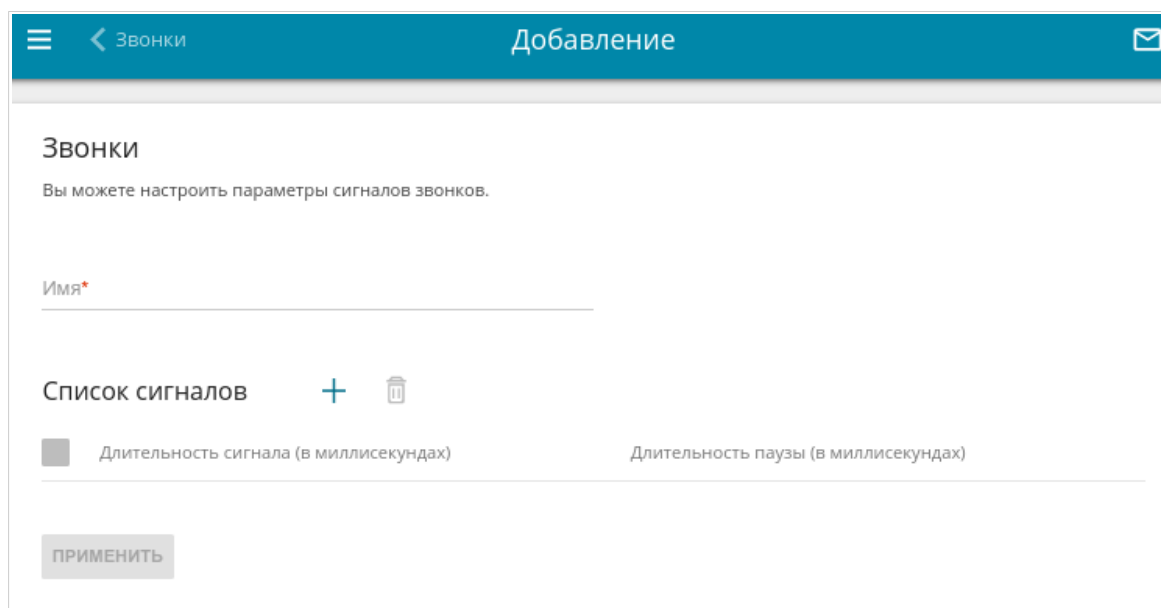 Звонки
Добавление
Звонки
Вы можете настроить параметры сигналов звонков.
Имя*
Список сигналов
Длительность сигнала (в миллисекундах) Длительность паузы (в миллисекундах)
ПРИМЕНИТЬ